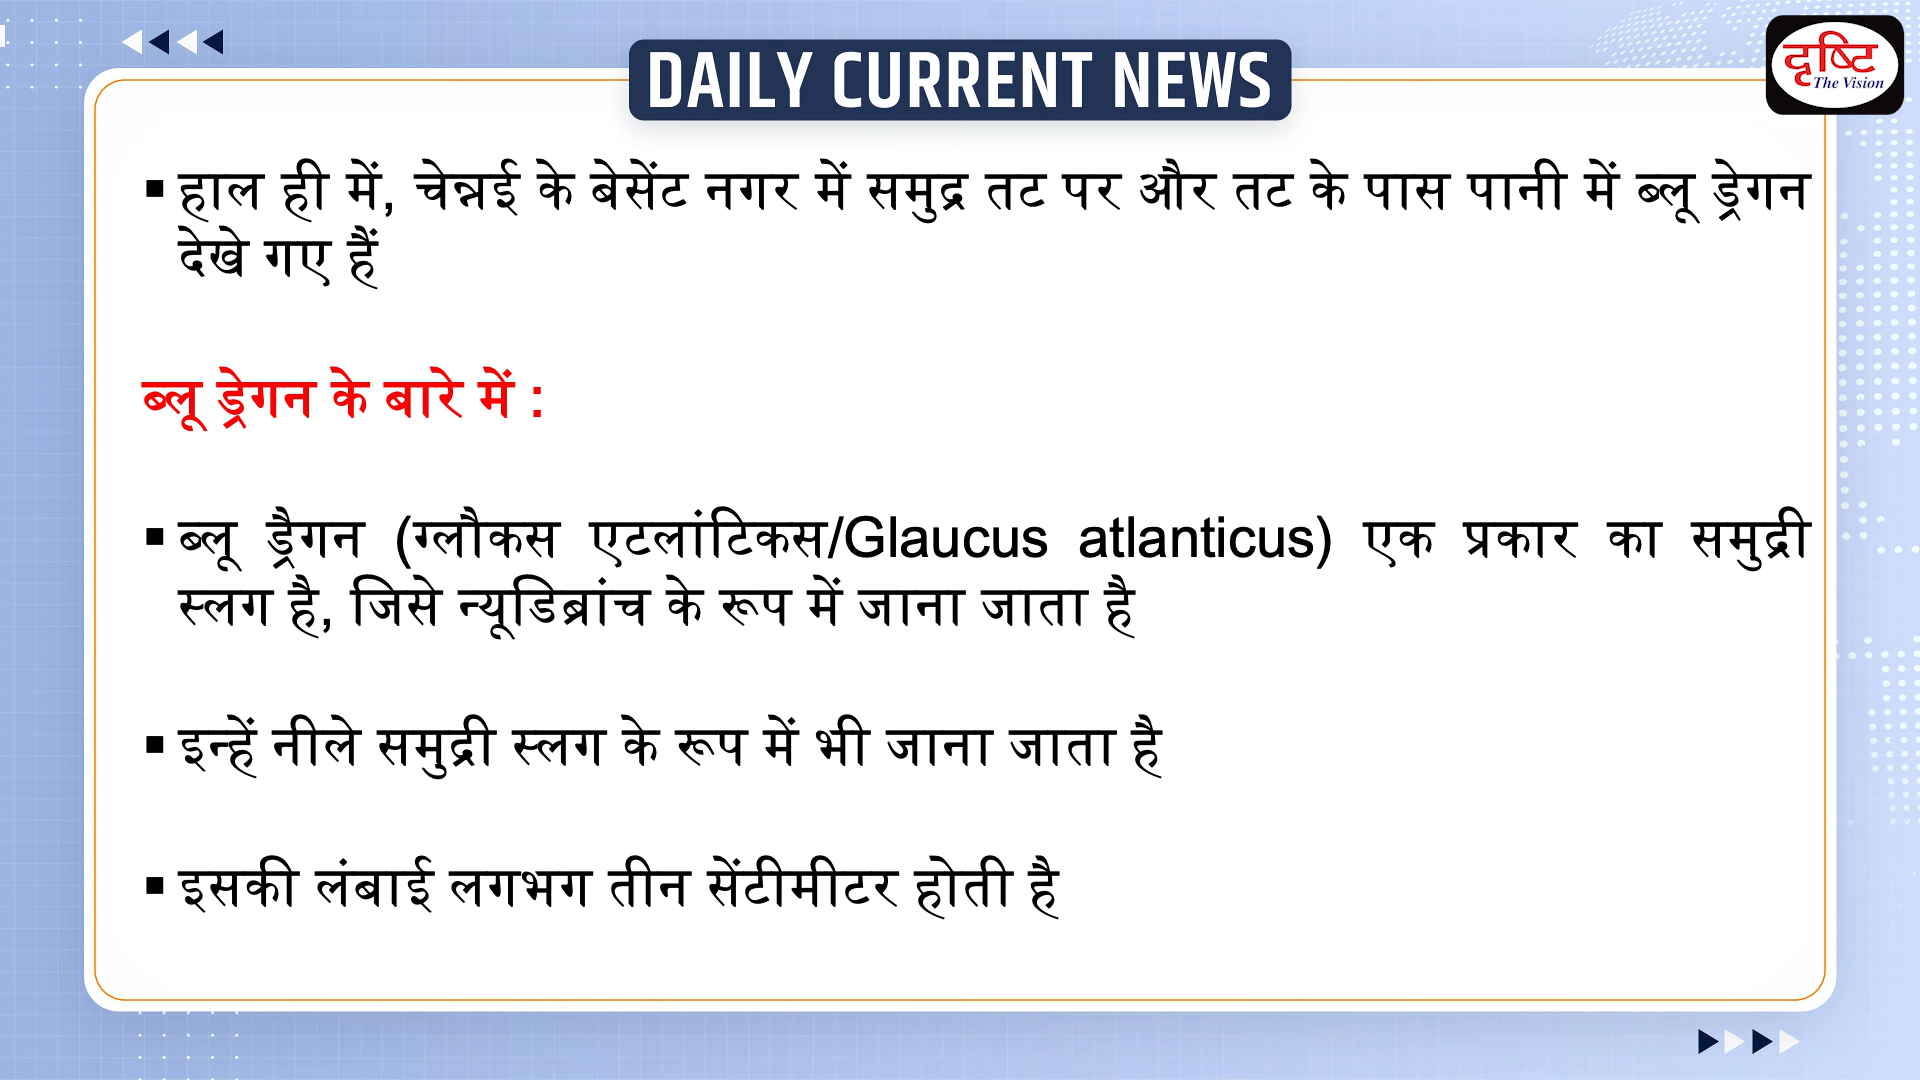 DAILY CURRENT NEWS
दृष्टि
The Vision
▪ हाल ही में, चेन्नई के बेसेंट नगर में समुद्र तट पर और तट के पास पानी में ब्लू ड्रेगन
देखे गए हैं
ब्लू ड्रेगन के बारे में :
▪ ब्लू ड्रैगन (ग्लौकस एटलांटिकस/Glaucus atlanticus) एक प्रकार का समुद्री
स्लग है, जिसे न्यूडिब्रांच के रूप में जाना जाता है
▪ इन्हें नीले समुद्री स्लग के रूप में भी जाना जाता है
▪ इसकी लंबाई लगभग तीन सेंटीमीटर होती है